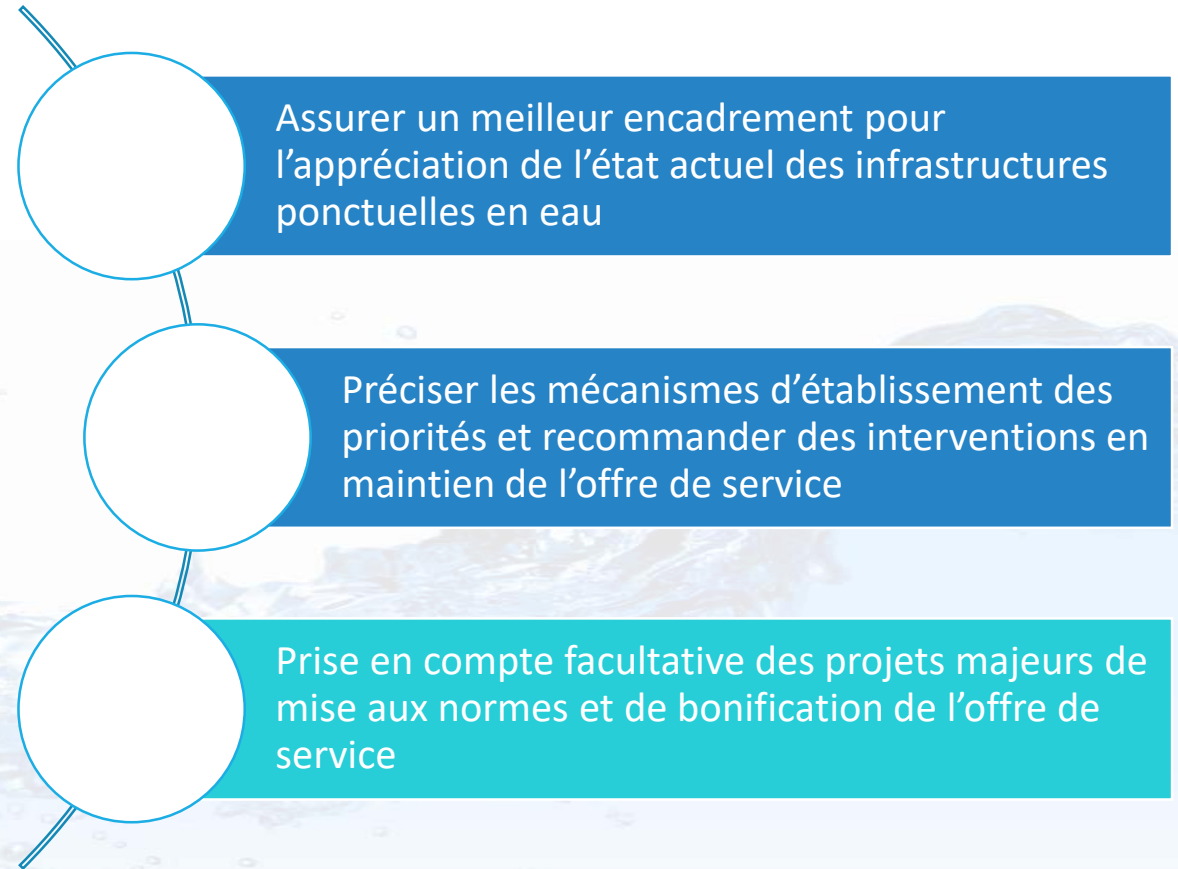 Assurer un meilleur encadrement pour
l’appréciation de l’état actuel des infrastructures
ponctuelles en eau
Préciser les mécanismes d’établissement des
priorités et recommander des interventions en
maintien de l’offre de service
Prise en compte facultative des projets majeurs de
mise aux normes et de bonification de l’offre de
service